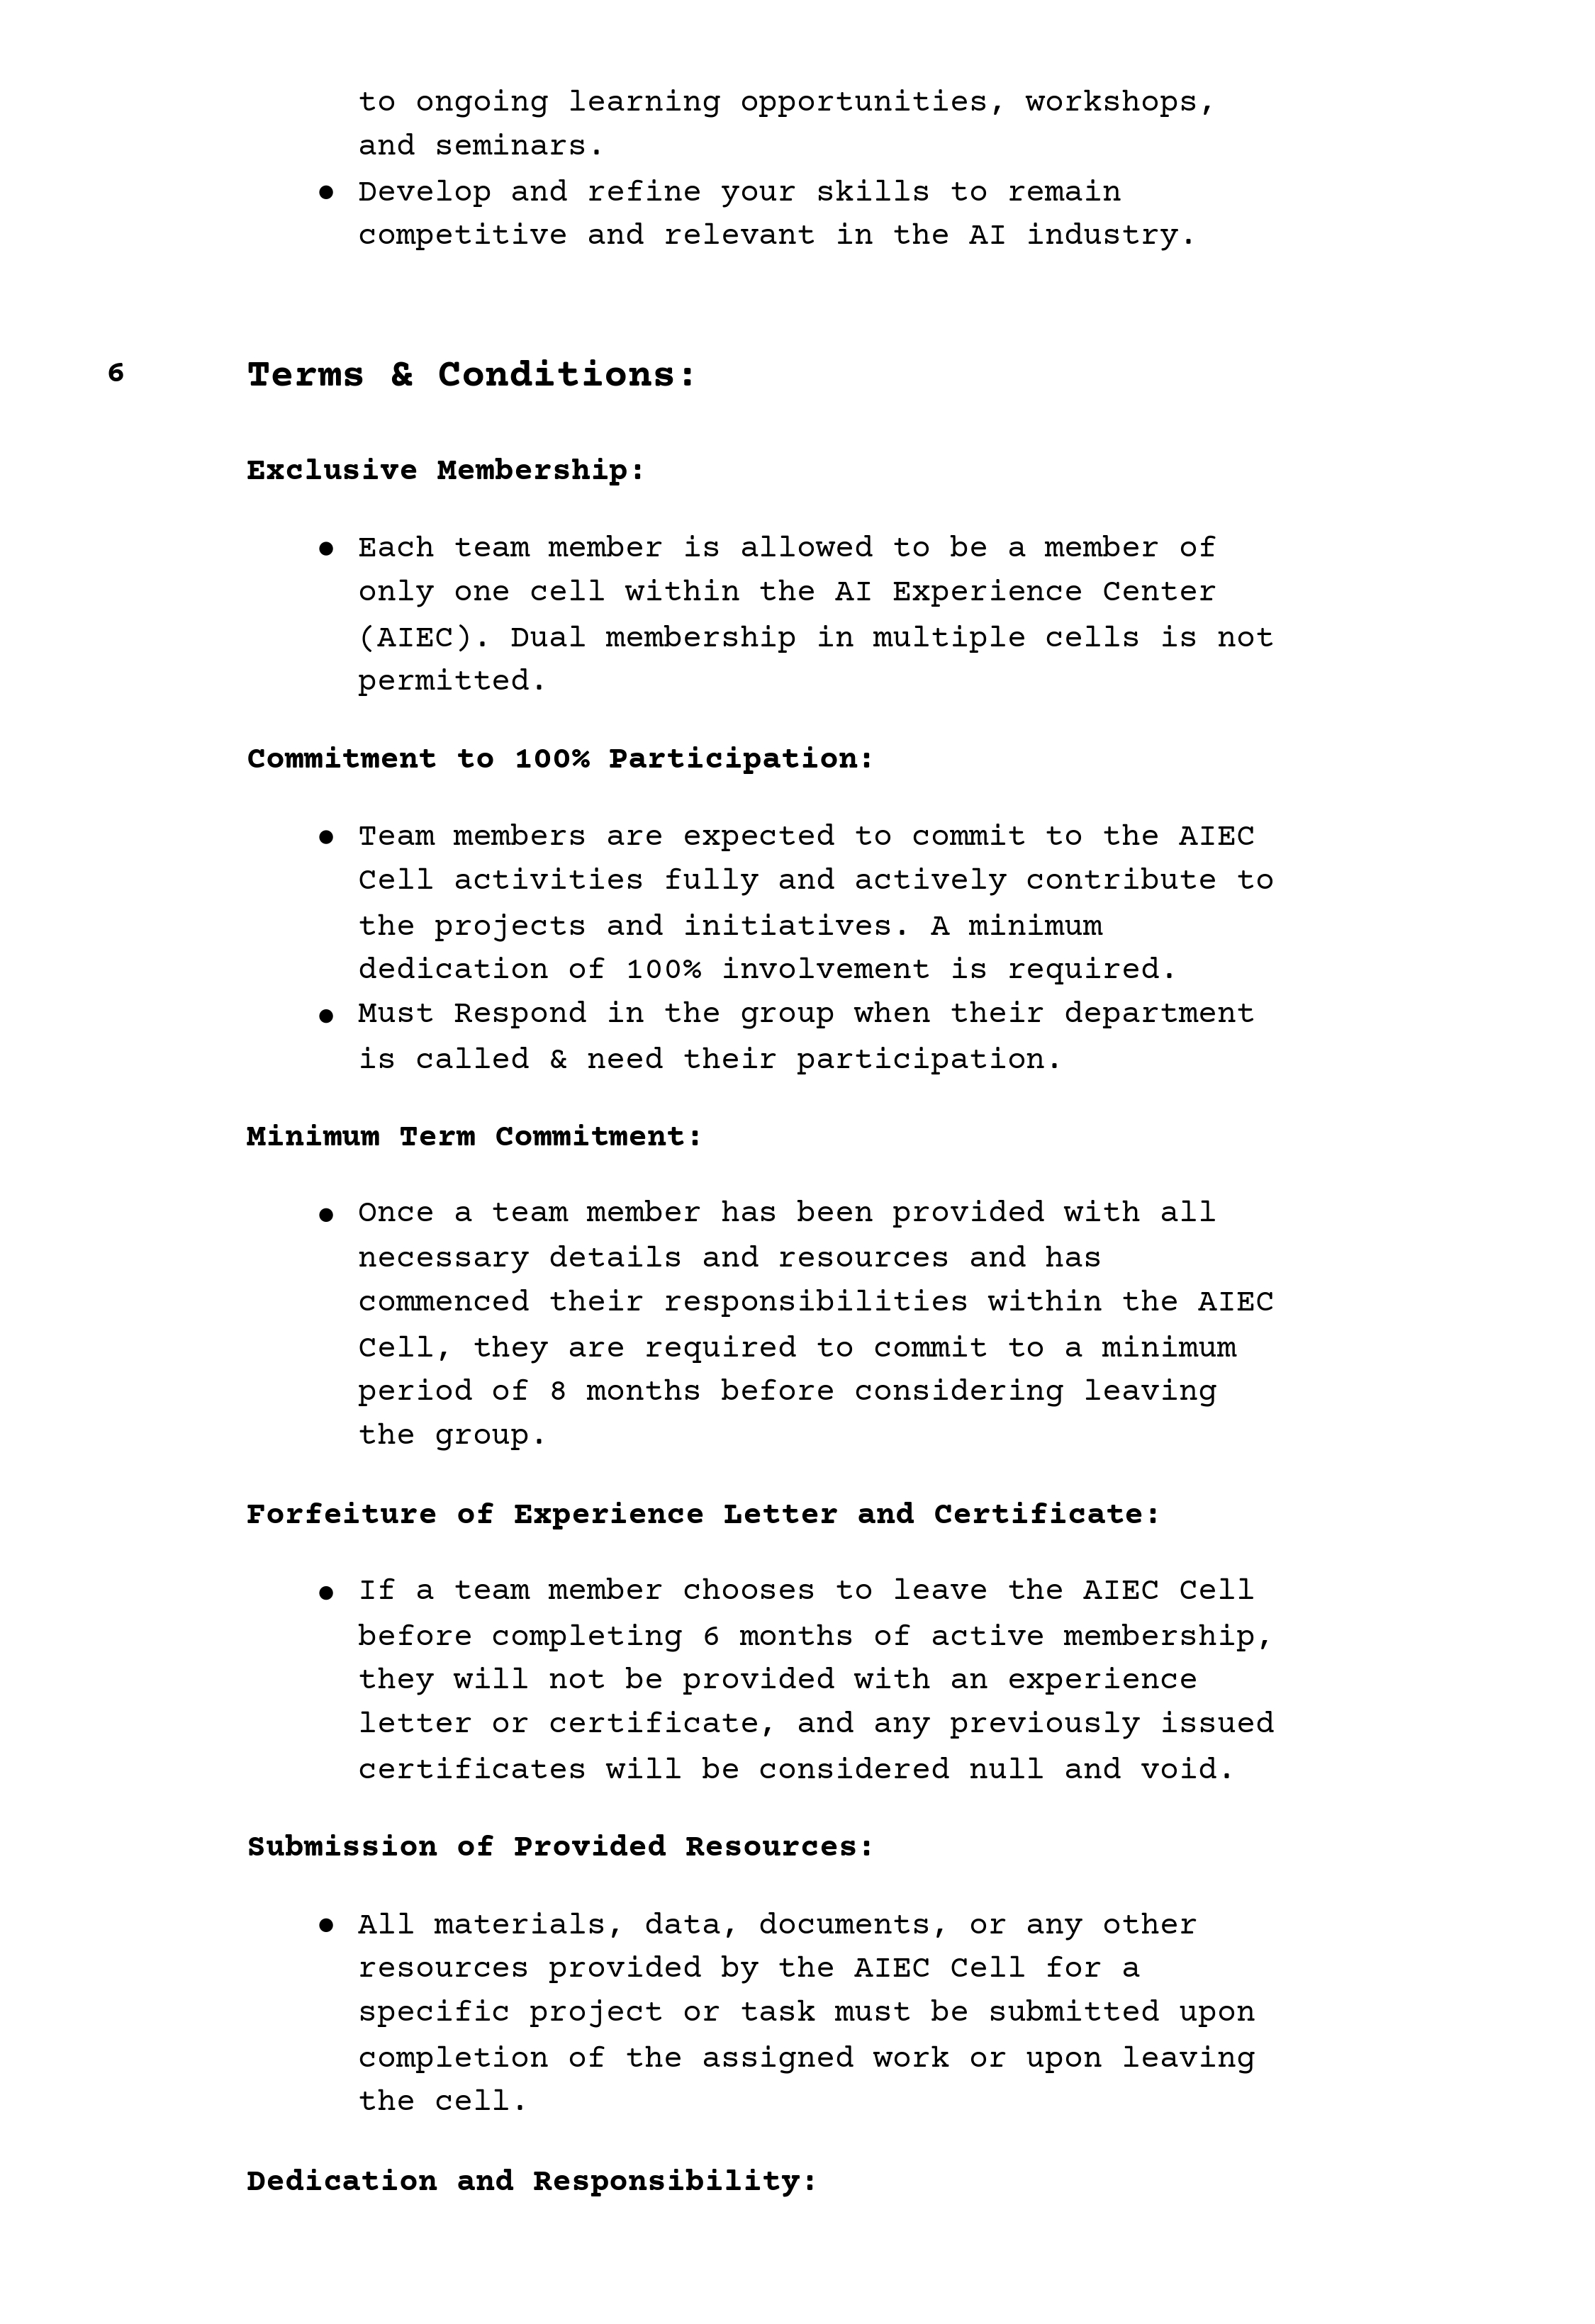 to ongoing learning opportunities, workshops,
and seminars.
● Develop and refine your skills to remain
competitive and relevant in the AI industry.
6 Terms & Conditions:
Exclusive Membership:
● Each team member is allowed to be a member of
only one cell within the AI Experience Center
(AIEC). Dual membership in multiple cells is not
permitted.
Commitment to 100% Participation:
● Team members are expected to commit to the AIEC
Cell activities fully and actively contribute to
the projects and initiatives. A minimum
dedication of 100% involvement is required.
● Must Respond in the group when their department
is called & need their participation.
Minimum Term Commitment:
● Once a team member has been provided with all
necessary details and resources and has
commenced their responsibilities within the AIEC
Cell, they are required to commit to a minimum
period of 8 months before considering leaving
the group.
Forfeiture of Experience Letter and Certificate:
● If a team member chooses to leave the AIEC Cell
before completing 6 months of active membership,
they will not be provided with an experience
letter or certificate, and any previously issued
certificates will be considered null and void.
Submission of Provided Resources:
● All materials, data, documents, or any other
resources provided by the AIEC Cell for a
specific project or task must be submitted upon
completion of the assigned work or upon leaving
the cell.
Dedication and Responsibility: